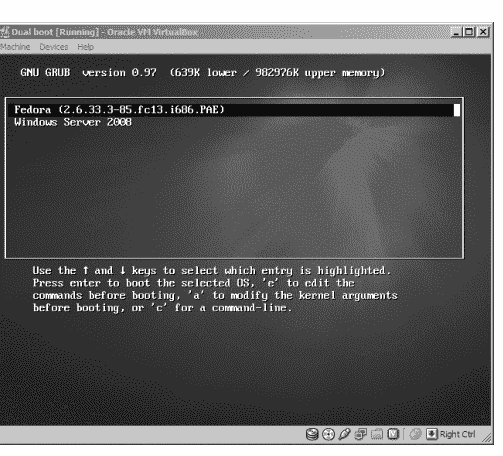 Dual boot [Running] - Oracle VM VirtualBox
Machine Devices Help
GNU GRUB version 0.97 (639K lower / 982976K upper memory)
Fedora (2.6.33.3-85.fc13.i686.PAE)
Windows Server 2008
Use the ↑ and ↓ keys to select which entry is highlighted.
Press enter to boot the selected OS, 'e' to edit the
commands before booting, 'a' to modify the kernel arguments
before booting, or 'c' for a command-line.
Right Ctrl